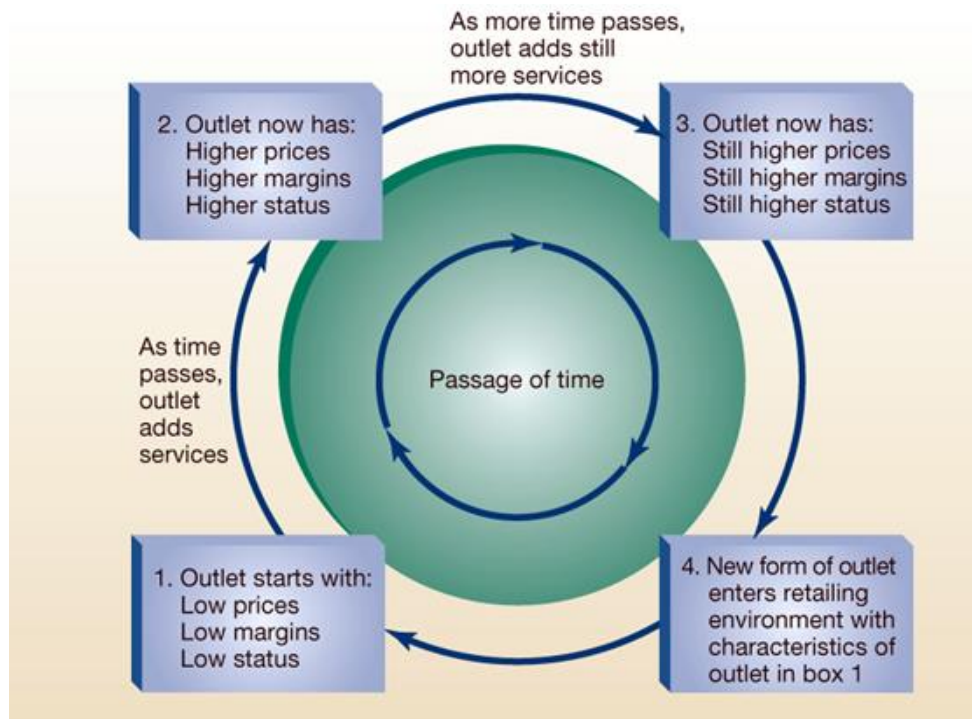 As more time passes,
outlet adds still
more services
2. Outlet now has:
Higher prices
Higher margins
Higher status
3. Outlet now has:
Still higher prices
Still higher margins
Still higher status
As time
passes,
outlet
adds
services
Passage of time
1. Outlet starts with:
Low prices
Low margins
Low status
4. New form of outlet
enters retailing
environment with
characteristics of
outlet in box 1